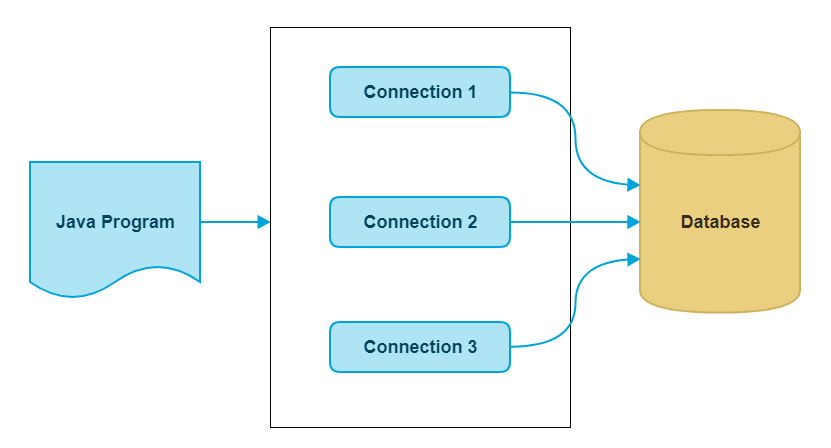 Connection 1
Java Program
Connection 2
Database
Connection 3